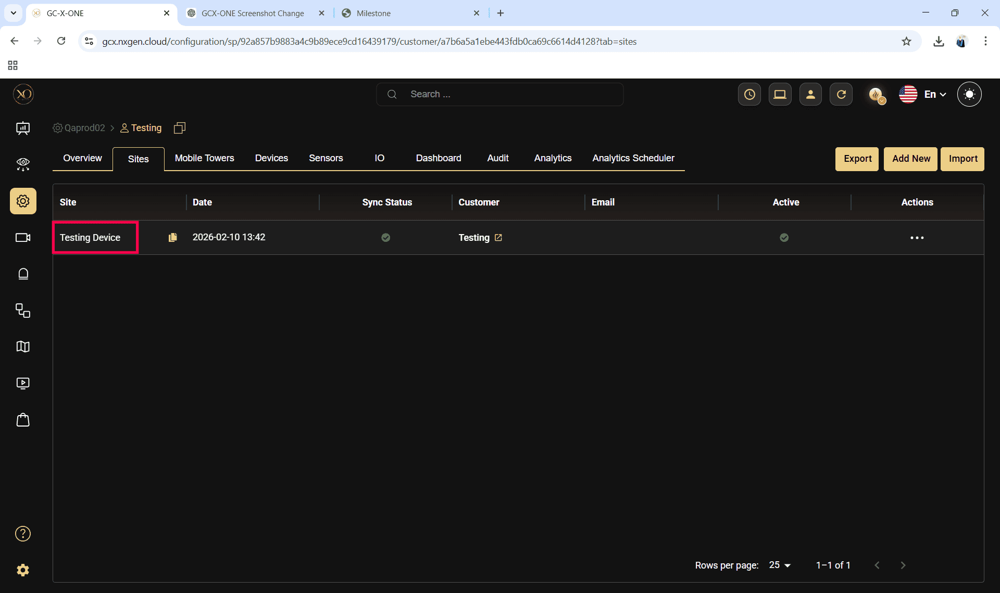 GC-X-ONE
GCX-ONE Screenshot Change
Milestone
gcx.nxgen.cloud/configuration/sp/92a857b9883a4c9b89ece9cd16439179/customer/a7b6a5a1ebe443fdb0ca69c6614d4128?tab=sites
XO
Search ...
En
Qaprod02 > Testing
Overview Sites Mobile Towers Devices Sensors IO Dashboard Audit Analytics Analytics Scheduler
Export Add New Import
Site Date Sync Status Customer Email Active Actions
Testing Device 2026-02-10 13:42 Testing
Rows per page: 25 1–1 of 1